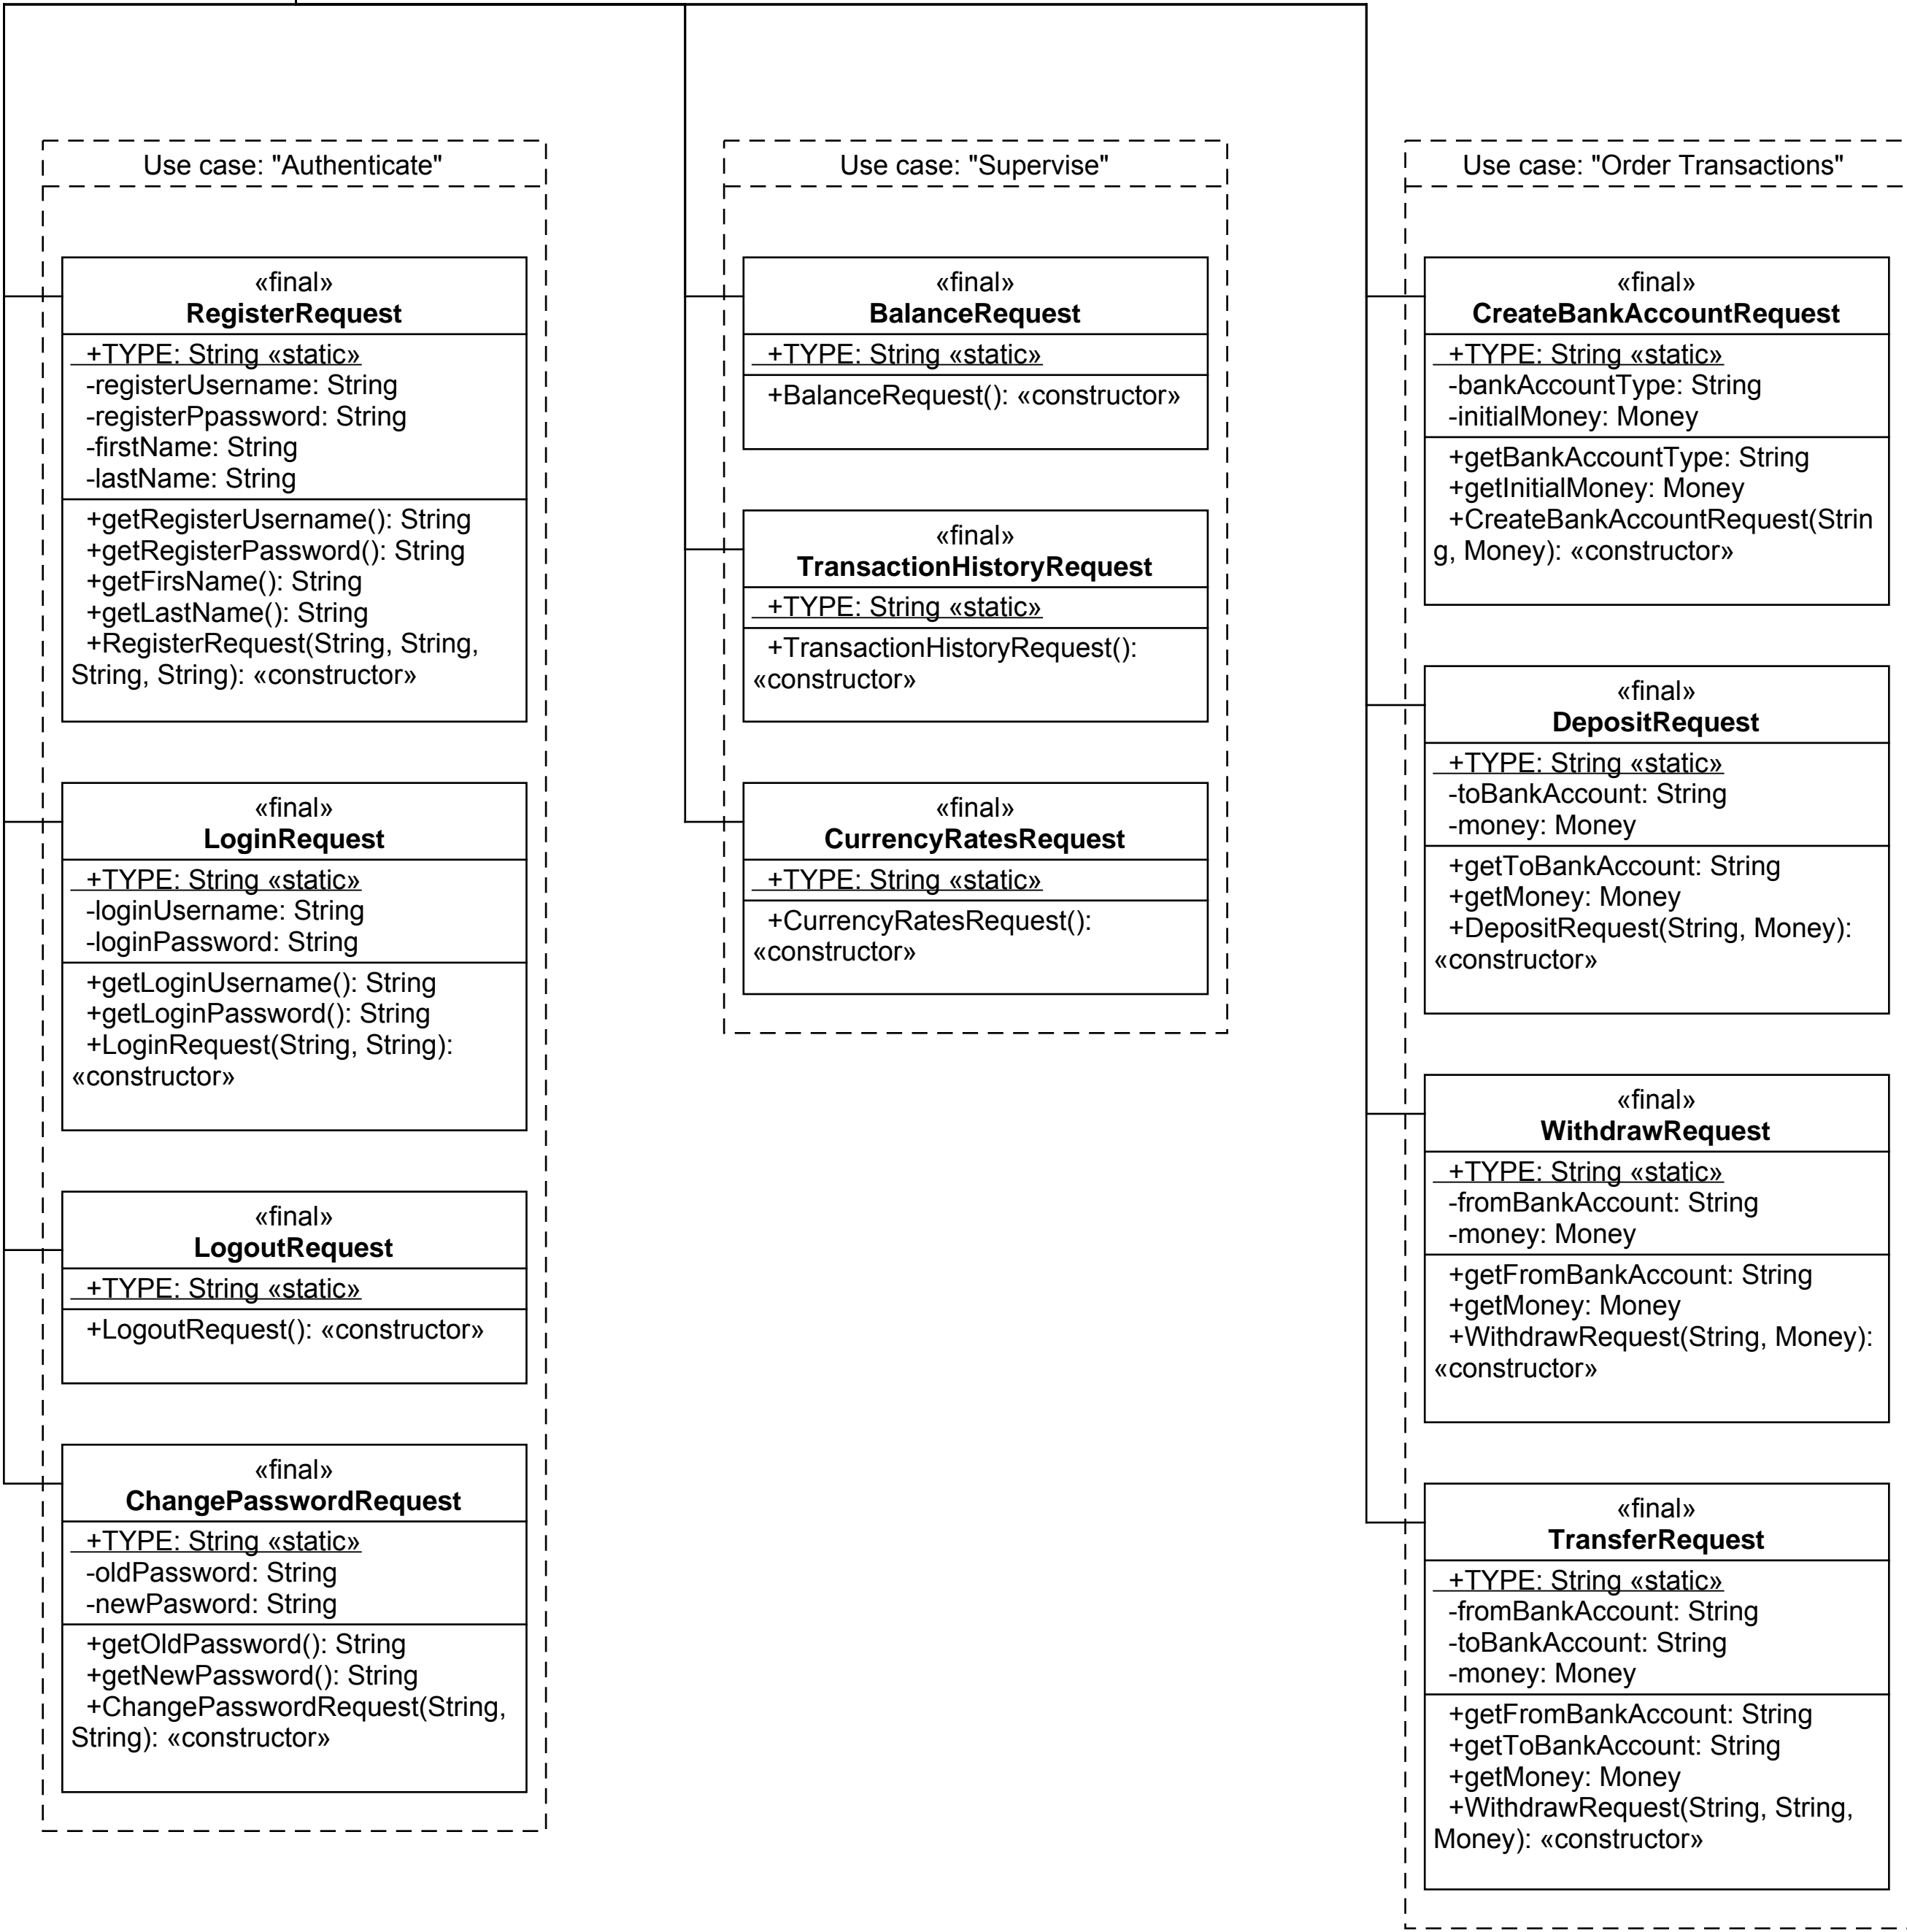 Use case: "Authenticate"
«final»
RegisterRequest
+TYPE: String «static»
-registerUsername: String
-registerPpassword: String
-firstName: String
-lastName: String
+getRegisterUsername(): String
+getRegisterPassword(): String
+getFirsName(): String
+getLastName(): String
+RegisterRequest(String, String,
String, String): «constructor»
«final»
LoginRequest
+TYPE: String «static»
-loginUsername: String
-loginPassword: String
+getLoginUsername(): String
+getLoginPassword(): String
+LoginRequest(String, String):
«constructor»
«final»
LogoutRequest
+TYPE: String «static»
+LogoutRequest(): «constructor»
«final»
ChangePasswordRequest
+TYPE: String «static»
-oldPassword: String
-newPasword: String
+getOldPassword(): String
+getNewPassword(): String
+ChangePasswordRequest(String,
String): «constructor»
Use case: "Supervise"
«final»
BalanceRequest
+TYPE: String «static»
+BalanceRequest(): «constructor»
«final»
TransactionHistoryRequest
+TYPE: String «static»
+TransactionHistoryRequest():
«constructor»
«final»
CurrencyRatesRequest
+TYPE: String «static»
+CurrencyRatesRequest():
«constructor»
Use case: "Order Transactions"
«final»
CreateBankAccountRequest
+TYPE: String «static»
-bankAccountType: String
-initialMoney: Money
+getBankAccountType: String
+getInitialMoney: Money
+CreateBankAccountRequest(Strin
g, Money): «constructor»
«final»
DepositRequest
+TYPE: String «static»
-toBankAccount: String
-money: Money
+getToBankAccount: String
+getMoney: Money
+DepositRequest(String, Money):
«constructor»
«final»
WithdrawRequest
+TYPE: String «static»
-fromBankAccount: String
-money: Money
+getFromBankAccount: String
+getMoney: Money
+WithdrawRequest(String, Money):
«constructor»
«final»
TransferRequest
+TYPE: String «static»
-fromBankAccount: String
-toBankAccount: String
-money: Money
+getFromBankAccount: String
+getToBankAccount: String
+getMoney: Money
+WithdrawRequest(String, String,
Money): «constructor»